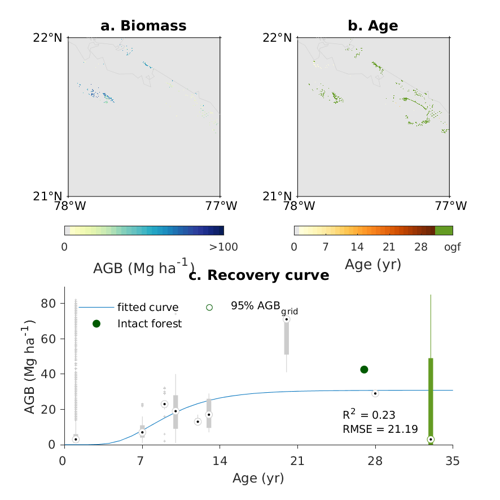 a. Biomass
b. Age
22°N
22°N
21°N
21°N
78°W
77°W
78°W
77°W
0
>100
0
7
14
21
28
ogf
AGB (Mg ha⁻¹)
Age (yr)
c. Recovery curve
fitted curve
95% AGB_grid
Intact forest
AGB (Mg ha⁻¹)
80
60
40
20
0
R² = 0.23
RMSE = 21.19
0
7
14
21
28
35
Age (yr)